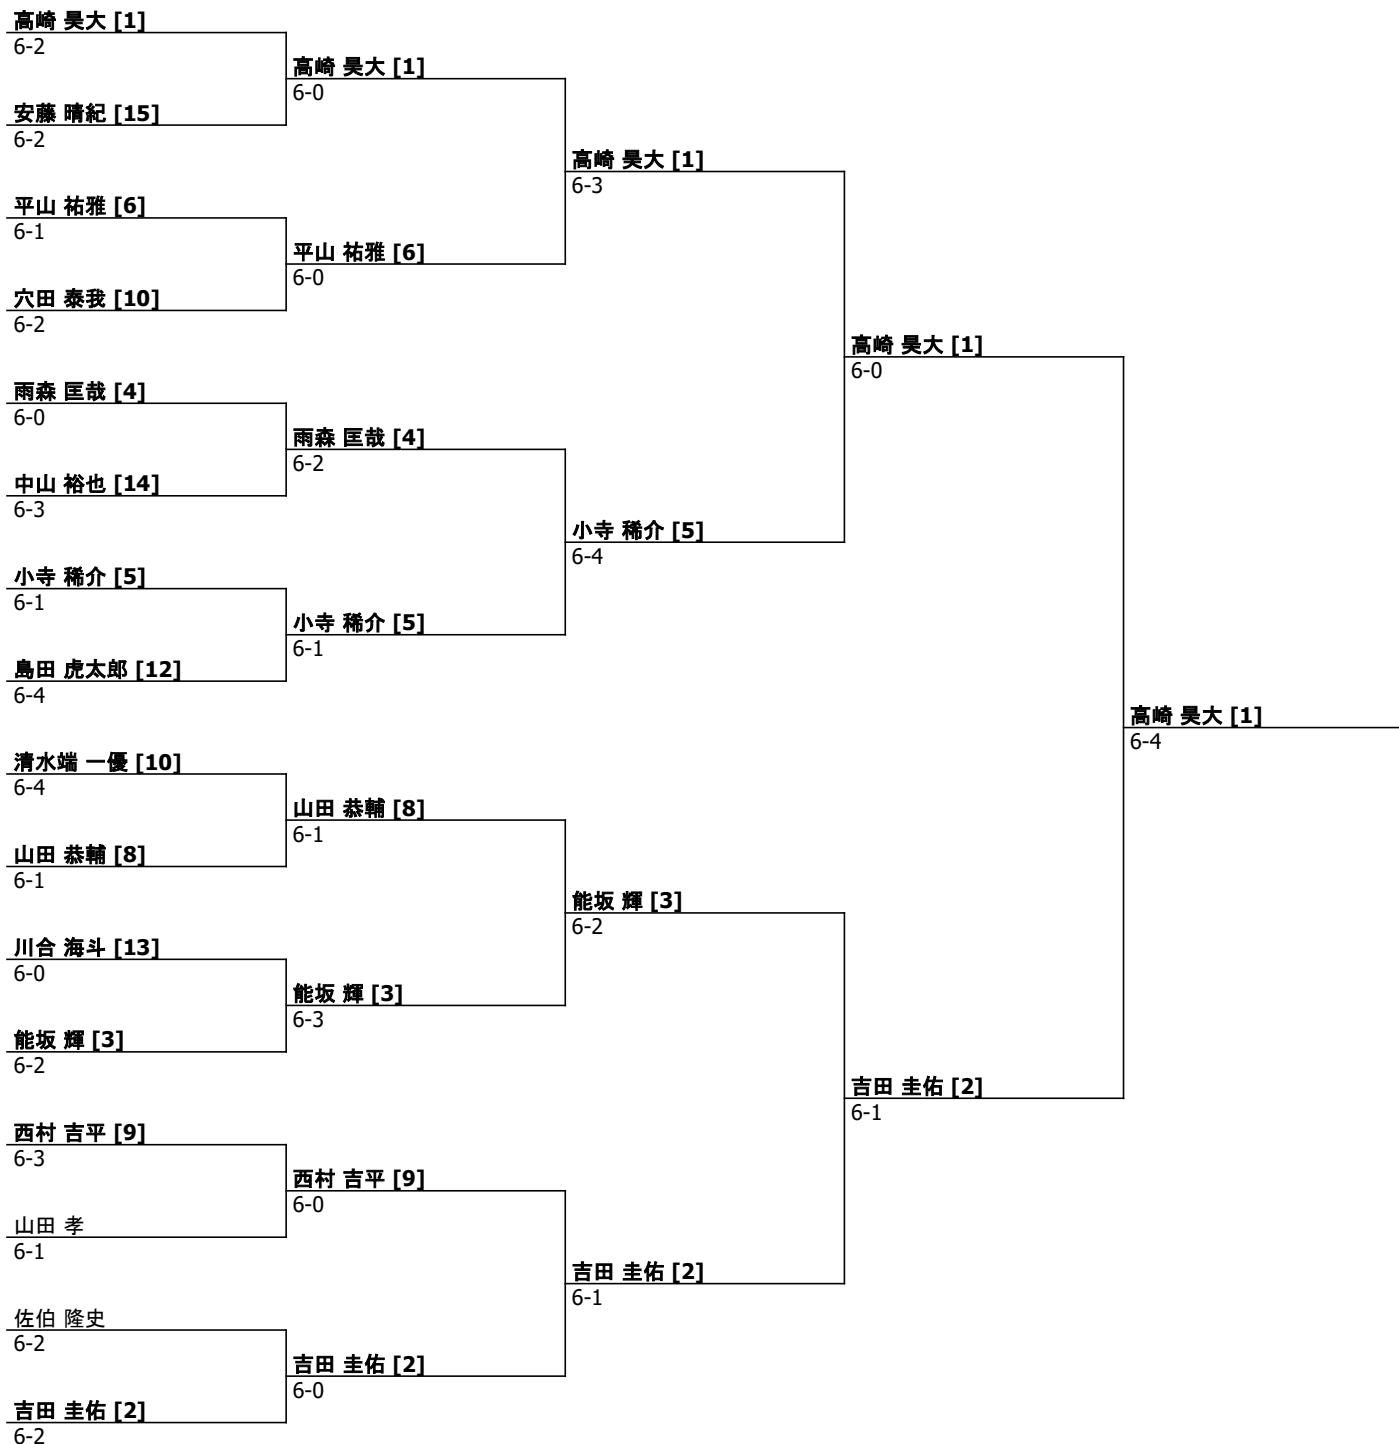 高崎 昊大 [1]
6-2
安藤 晴紀 [15]
6-2
平山 祐雅 [6]
6-1
穴田 泰我 [10]
6-2
雨森 匡哉 [4]
6-0
中山 裕也 [14]
6-3
小寺 稀介 [5]
6-1
島田 虎太郎 [12]
6-4
清水端 一優 [10]
6-4
山田 恭輔 [8]
6-1
川合 海斗 [13]
6-0
能坂 輝 [3]
6-2
西村 吉平 [9]
6-3
山田 孝
6-1
佐伯 隆史
6-2
吉田 圭佑 [2]
6-2
高崎 昊大 [1]
6-0
平山 祐雅 [6]
6-0
雨森 匡哉 [4]
6-2
小寺 稀介 [5]
6-1
山田 恭輔 [8]
6-1
能坂 輝 [3]
6-3
西村 吉平 [9]
6-0
吉田 圭佑 [2]
6-0
高崎 昊大 [1]
6-3
小寺 稀介 [5]
6-4
能坂 輝 [3]
6-2
吉田 圭佑 [2]
6-1
高崎 昊大 [1]
6-0
吉田 圭佑 [2]
6-1
高崎 昊大 [1]
6-4